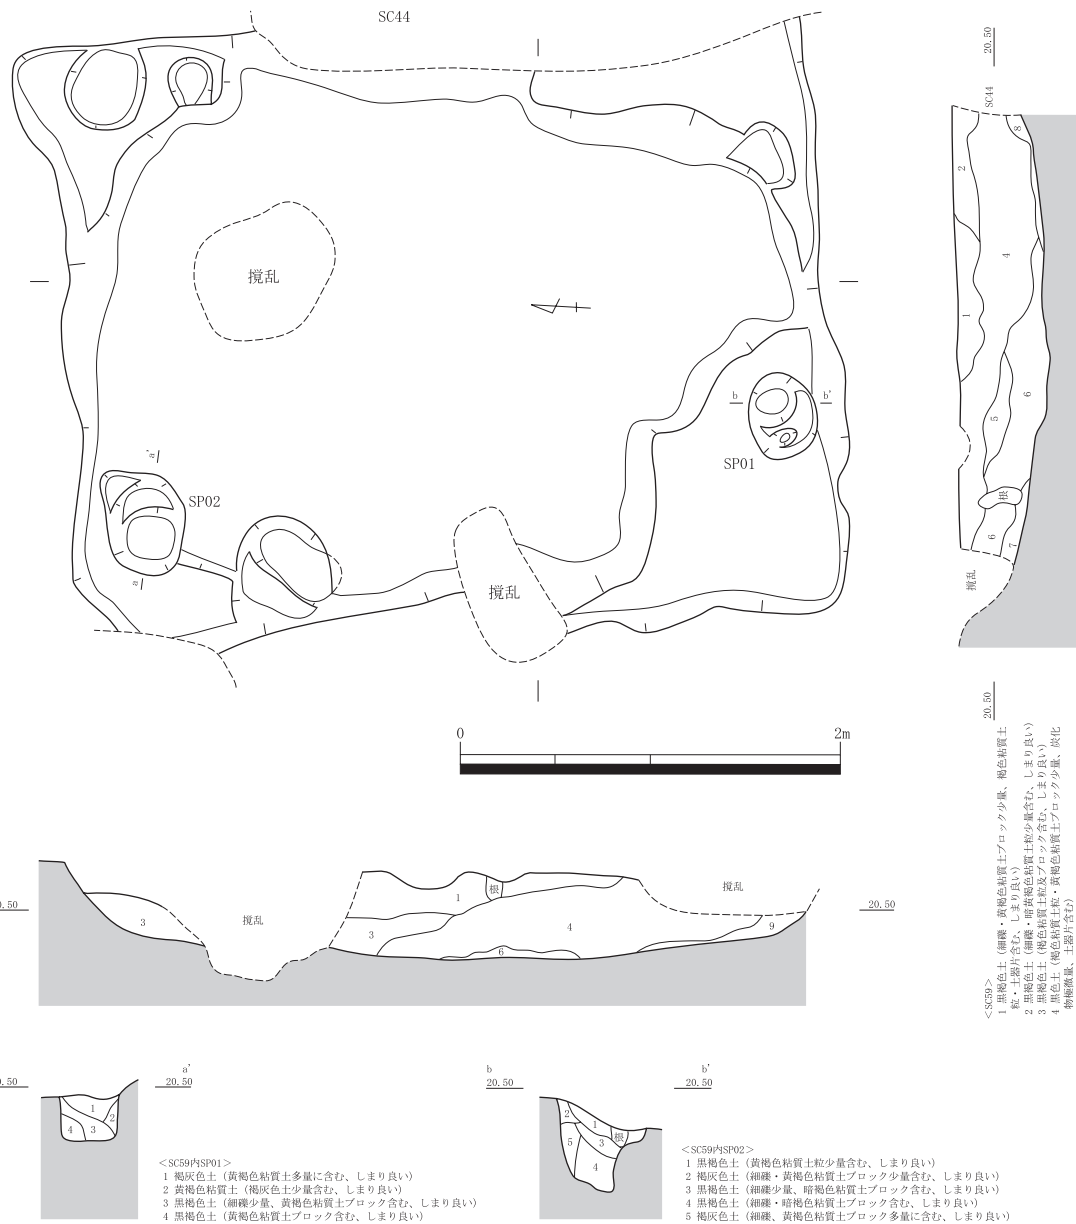 SC44
20.50
SC44
8
2
4
1
6
5
根
6
7
撹乱
20.50
撹乱
b
b'
SP01
a'
SP02
a
撹乱
0
2m
<SC59>
1 黒褐色土(細礫・黄褐色粘質土ブロック少量、褐色粘質土
粒・土器片含む、しまり良い)
2 黒褐色土(細礫・暗黄褐色粘質土粒少量含む、しまり良い)
3 黒褐色土(褐色粘質土粒及ブロック含む、しまり良い)
4 黒色土(褐色粘質土粒・黄褐色粘質土ブロック少量、炭化
物極微量、土器片含む)
0.50
3
撹乱
1
根
3
4
6
撹乱
9
20.50
0.50
a'
20.50
1
2
4
3
b
20.50
b'
20.50
2
1
根
3
5
4
<SC59内SP01>
1 褐灰色土(黄褐色粘質土多量に含む、しまり良い)
2 黄褐色粘質土(褐灰色土少量含む、しまり良い)
3 黒褐色土(細礫少量、黄褐色粘質土ブロック含む、しまり良い)
4 黒褐色土(黄褐色粘質土ブロック含む、しまり良い)
<SC59内SP02>
1 黒褐色土(黄褐色粘質土粒少量含む、しまり良い)
2 褐灰色土(細礫・黄褐色粘質土ブロック少量含む、しまり良い)
3 黒褐色土(細礫少量、暗褐色粘質土ブロック含む、しまり良い)
4 黒褐色土(細礫・暗褐色粘質土ブロック含む、しまり良い)
5 褐灰色土(細礫、黄褐色粘質土ブロック多量に含む、しまり良い)